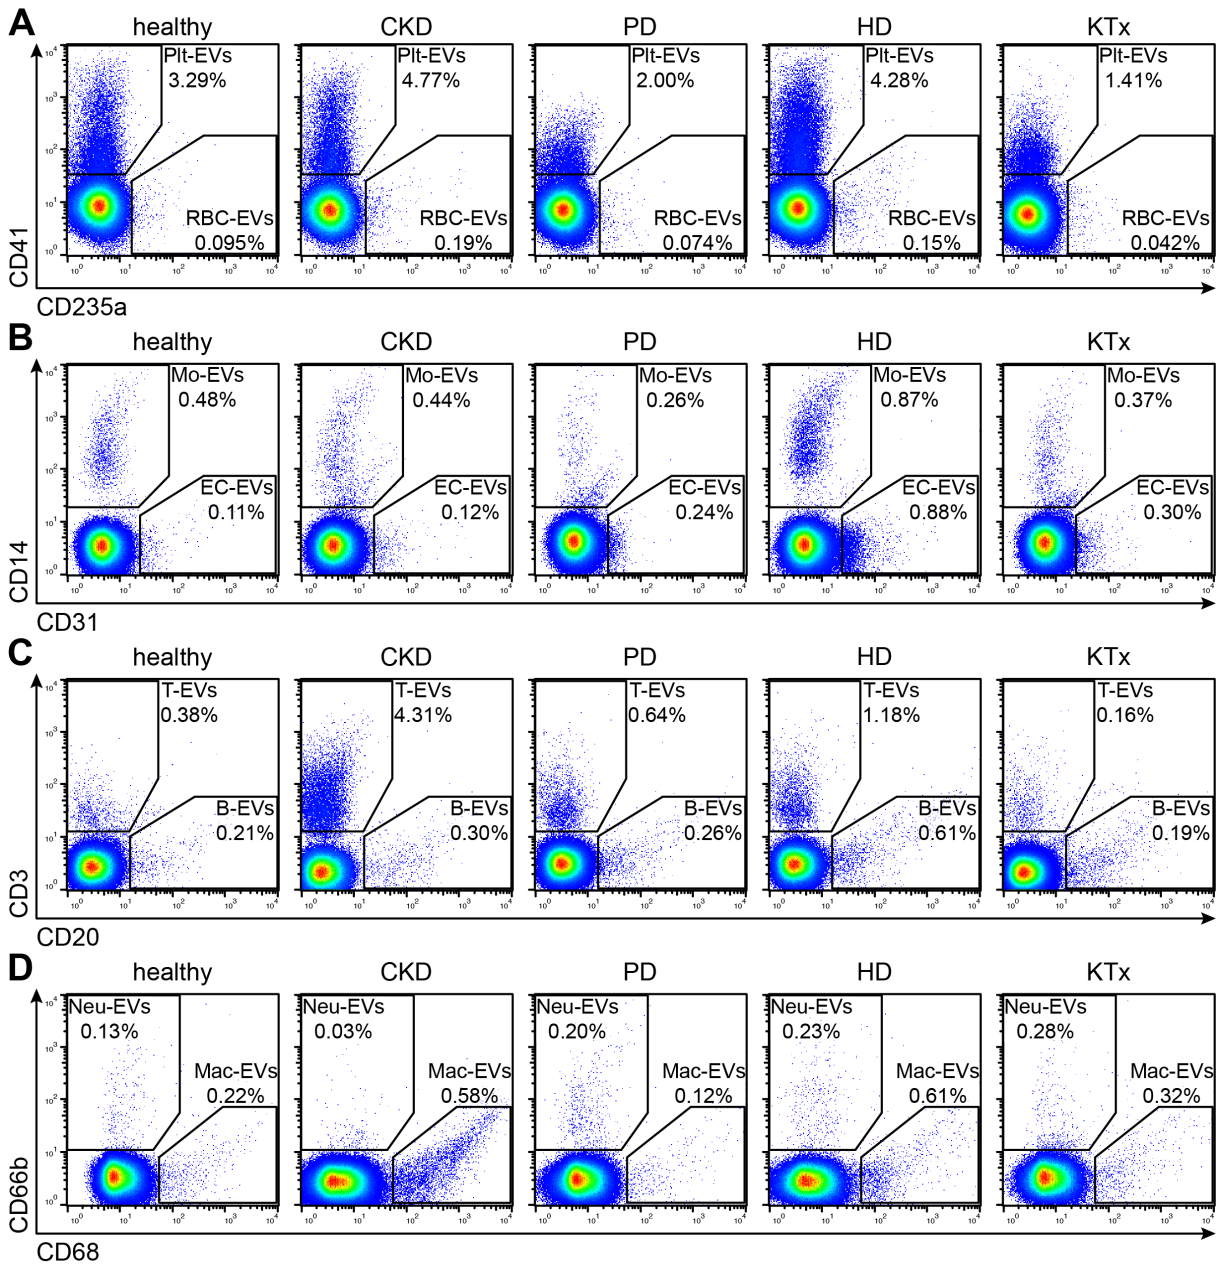 A
healthy CKD PD HD KTx
Plt-EVs Plt-EVs Plt-EVs Plt-EVs Plt-EVs
3.29% 4.77% 2.00% 4.28% 1.41%
RBC-EVs RBC-EVs RBC-EVs RBC-EVs RBC-EVs
0.095% 0.19% 0.074% 0.15% 0.042%
CD41
CD235a
B
healthy CKD PD HD KTx
Mo-EVs Mo-EVs Mo-EVs Mo-EVs Mo-EVs
0.48% 0.44% 0.26% 0.87% 0.37%
EC-EVs EC-EVs EC-EVs EC-EVs EC-EVs
0.11% 0.12% 0.24% 0.88% 0.30%
CD14
CD31
C
healthy CKD PD HD KTx
T-EVs T-EVs T-EVs T-EVs T-EVs
0.38% 4.31% 0.64% 1.18% 0.16%
B-EVs B-EVs B-EVs B-EVs B-EVs
0.21% 0.30% 0.26% 0.61% 0.19%
CD3
CD20
D
healthy CKD PD HD KTx
Neu-EVs Neu-EVs Neu-EVs Neu-EVs Neu-EVs
0.13% 0.03% 0.20% 0.23% 0.28%
Mac-EVs Mac-EVs Mac-EVs Mac-EVs Mac-EVs
0.22% 0.58% 0.12% 0.61% 0.32%
CD66b
CD68